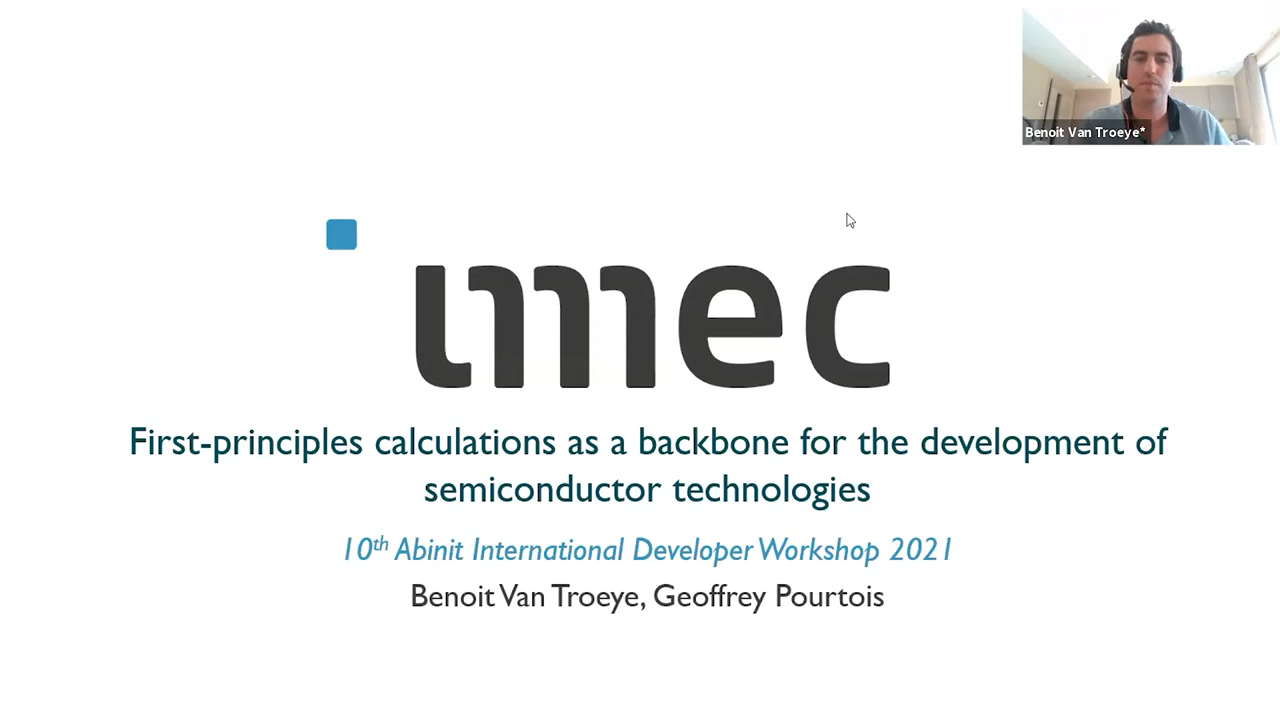 Benoit Van Troeye*
imec
First-principles calculations as a backbone for the development of
semiconductor technologies
10th Abinit International Developer Workshop 2021
Benoit Van Troeye, Geoffrey Pourtois